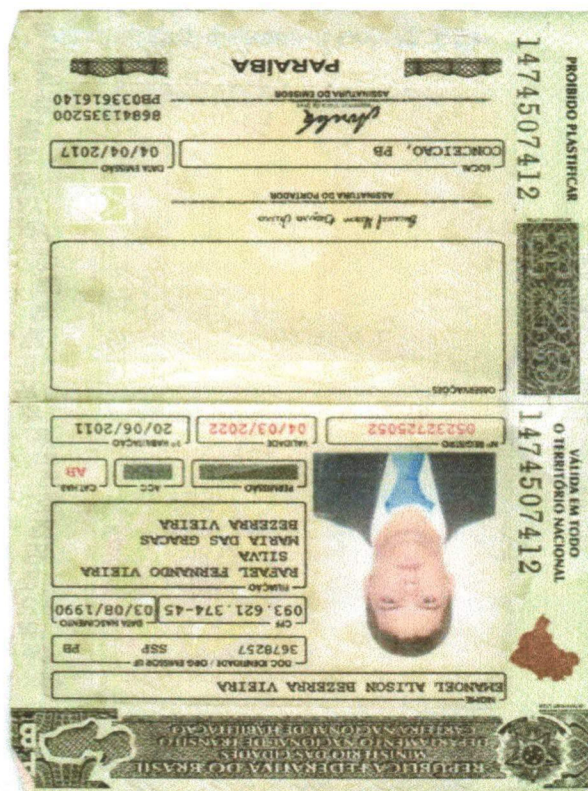 REPÚBLICA FEDERATIVA DO BRASIL
MINISTÉRIO DAS CIDADES
DEPARTAMENTO NACIONAL DE TRÂNSITO
CARTEIRA NACIONAL DE HABILITAÇÃO
NOME
EMANOEL ALISON BEZERRA VIEIRA
DOC. IDENTIDADE / ORG EMISSOR UF
3678257 SSP PB
CPF
DATA NASCIMENTO
093.621.374-45
03/08/1990
FILIAÇÃO
RAFAEL FERNANDO VIEIRA
SILVA
MARIA DAS GRACAS
BEZERRA VIEIRA
PERMISSÃO
ACC
CAT HAB
AB
Nº REGISTRO
05232725052
VALIDADE
04/03/2022
1ª HABILITAÇÃO
20/06/2011
OBSERVAÇÕES
ASSINATURA DO PORTADOR
LOCAL
CONCEICAO, PB
DATA EMISSÃO
04/04/2017
ASSINATURA DO EMISSOR
86841335200
PB033616140
PARAÍBA
VÁLIDA EM TODO
O TERRITÓRIO NACIONAL
1474507412
PROIBIDO PLASTIFICAR
1474507412